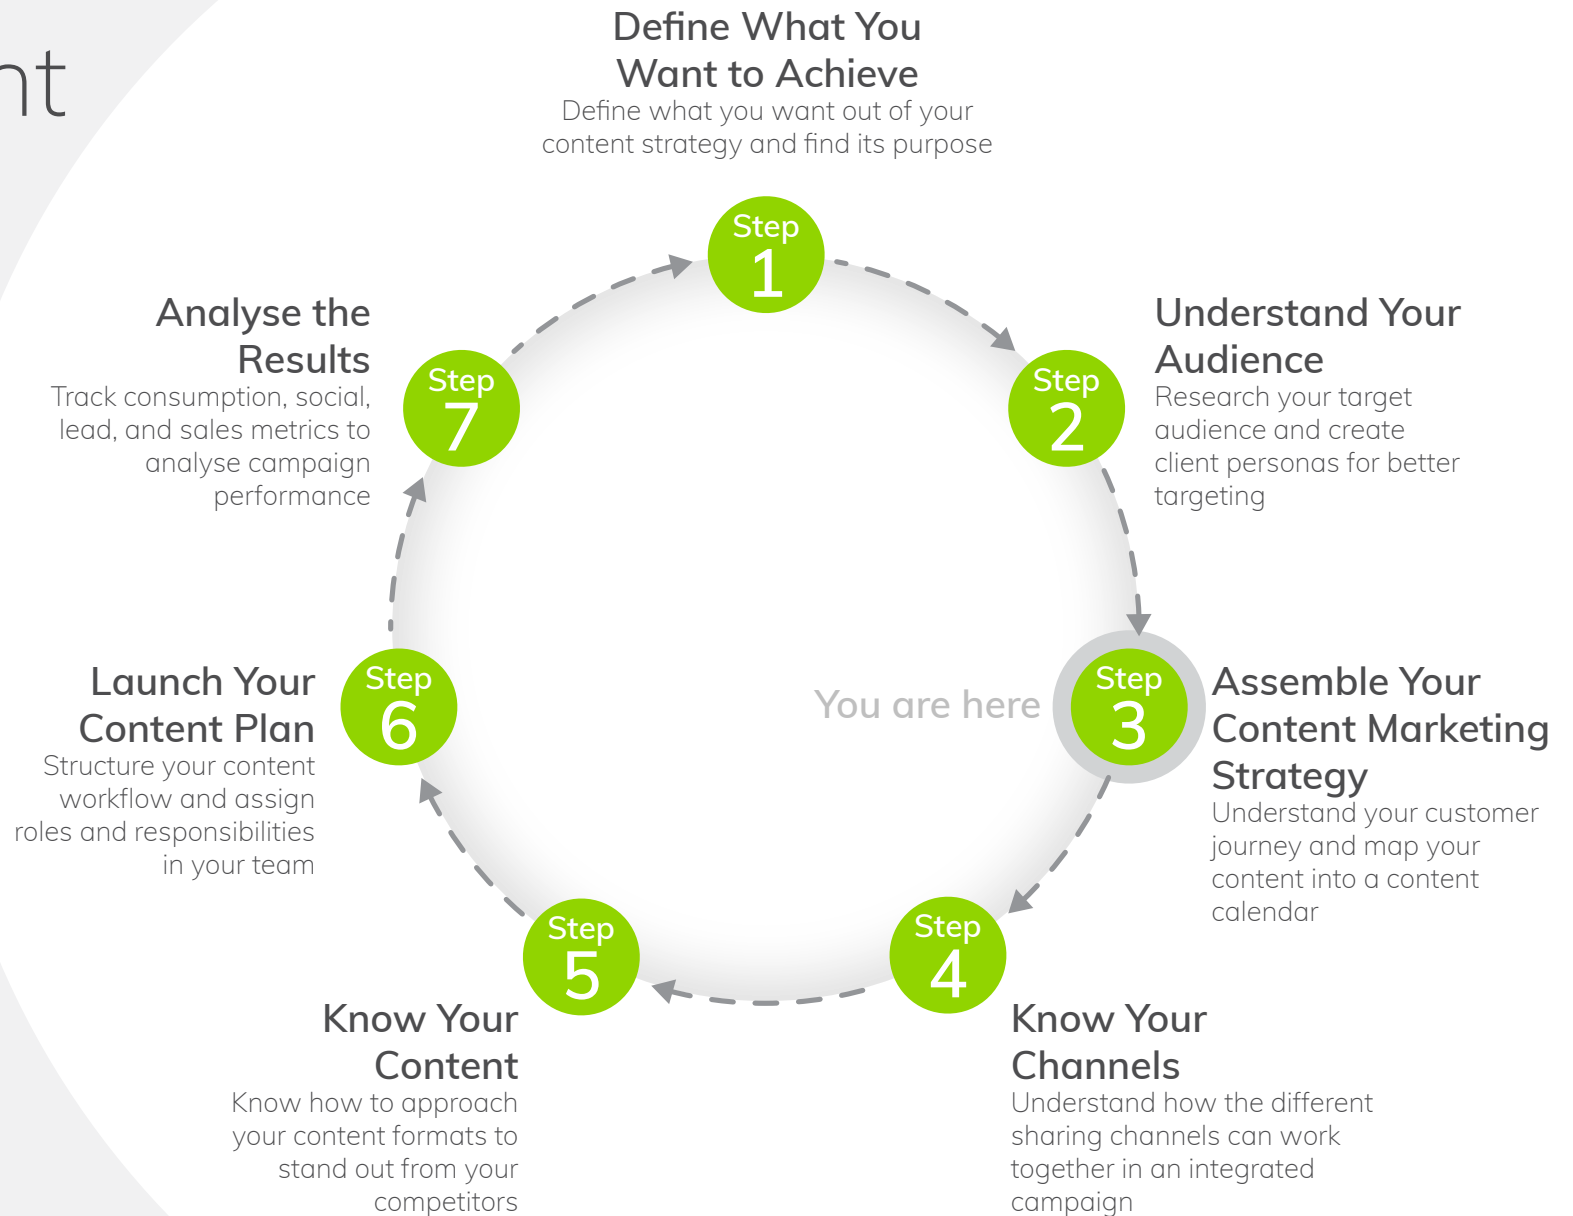 nt
Define What You
Want to Achieve
Define what you want out of your
content strategy and find its purpose
Step
1
Understand Your
Audience
Research your target
audience and create
client personas for better
targeting
Step
2
You are here
Step
3
Assemble Your
Content Marketing
Strategy
Understand your customer
journey and map your
content into a content
calendar
Step
4
Know Your
Channels
Understand how the different
sharing channels can work
together in an integrated
campaign
Step
5
Know Your
Content
Know how to approach
your content formats to
stand out from your
competitors
Step
6
Launch Your
Content Plan
Structure your content
workflow and assign
roles and responsibilities
in your team
Step
7
Analyse the
Results
Track consumption, social,
lead, and sales metrics to
analyse campaign
performance